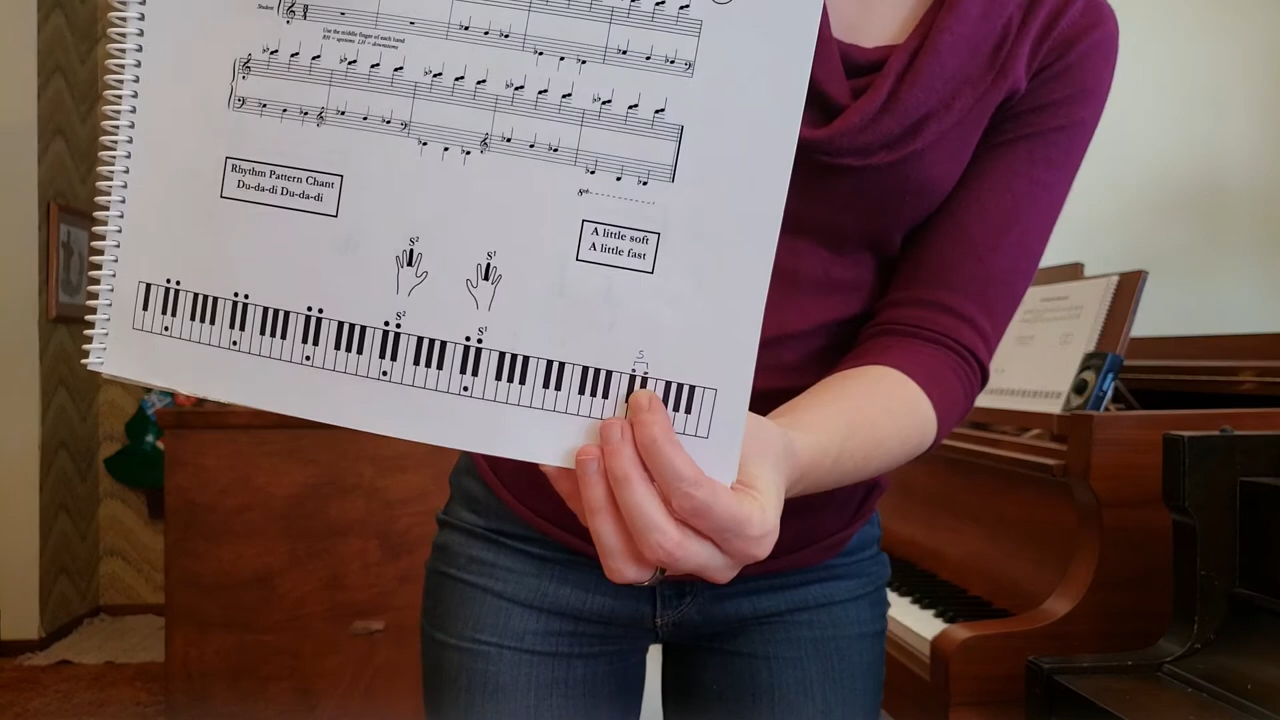 Student
Use the middle finger of each hand
RH = upstems LH = downstems
8vb
Rhythm Pattern Chant
Du-da-di Du-da-di
A little soft
A little fast
S²
S¹
S²
S¹
S